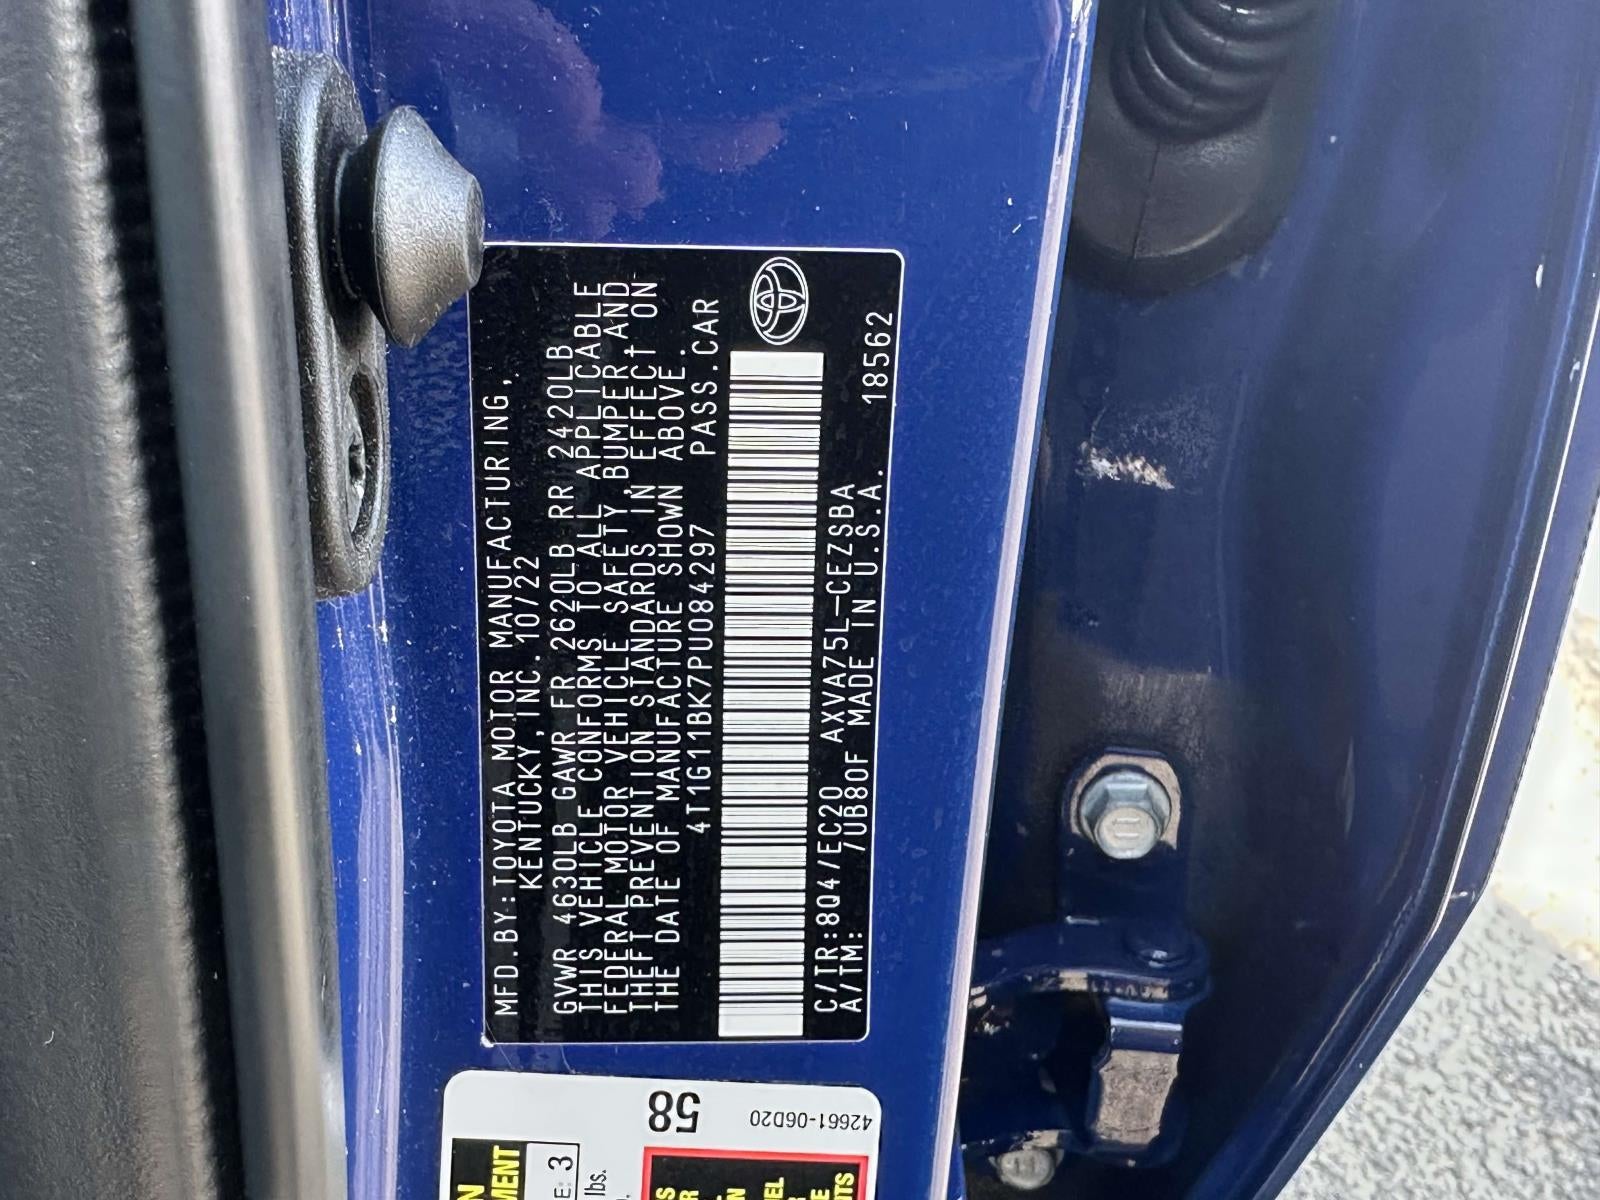 MFD.BY:TOYOTA MOTOR MANUFACTURING,
KENTUCKY,INC. 10/22
GVWR 4630LB GAWR FR 2620LB RR 2420LB
THIS VEHICLE CONFORMS TO ALL APPLICABLE
FEDERAL MOTOR VEHICLE SAFETY, BUMPER, AND
THEFT PREVENTION STANDARDS IN EFFECT ON
THE DATE OF MANUFACTURE SHOWN ABOVE.
4T1G11BK7PU084297 PASS.CAR
C/TR:8Q4/EC20 AXVA75L-CEZSBA
A/TM: /UB80F MADE IN U.S.A. 18562
58
42661-06D20
E: 3
lbs.